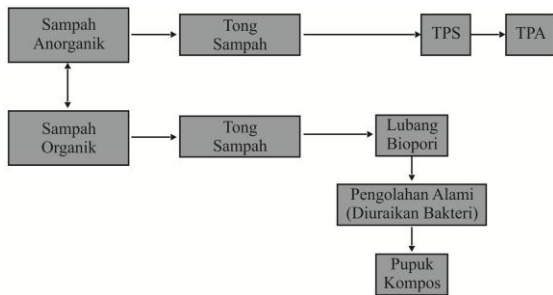 Sampah
Anorganik
Tong
Sampah
TPS
TPA
Sampah
Organik
Tong
Sampah
Lubang
Biopori
Pengolahan Alami
(Diuraikan Bakteri)
Pupuk
Kompos